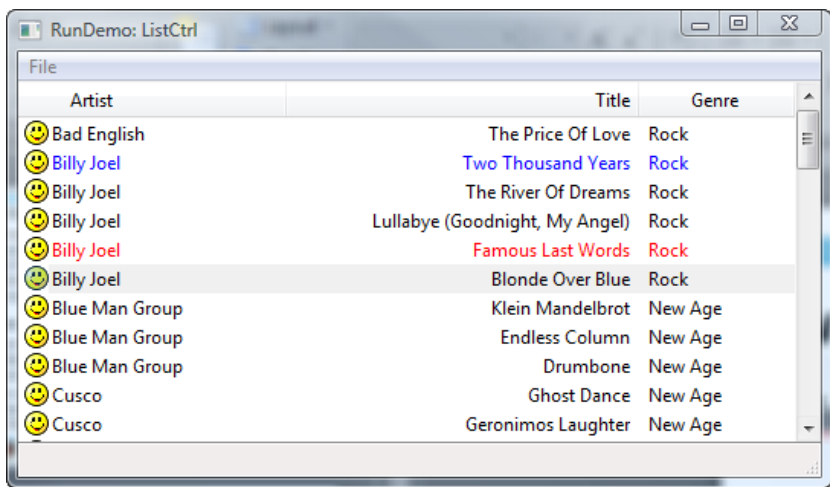 RunDemo: ListCtrl
File
Artist Title Genre
Bad English The Price Of Love Rock
Billy Joel Two Thousand Years Rock
Billy Joel The River Of Dreams Rock
Billy Joel Lullabye (Goodnight, My Angel) Rock
Billy Joel Famous Last Words Rock
Billy Joel Blonde Over Blue Rock
Blue Man Group Klein Mandelbrot New Age
Blue Man Group Endless Column New Age
Blue Man Group Drumbone New Age
Cusco Ghost Dance New Age
Cusco Geronimos Laughter New Age